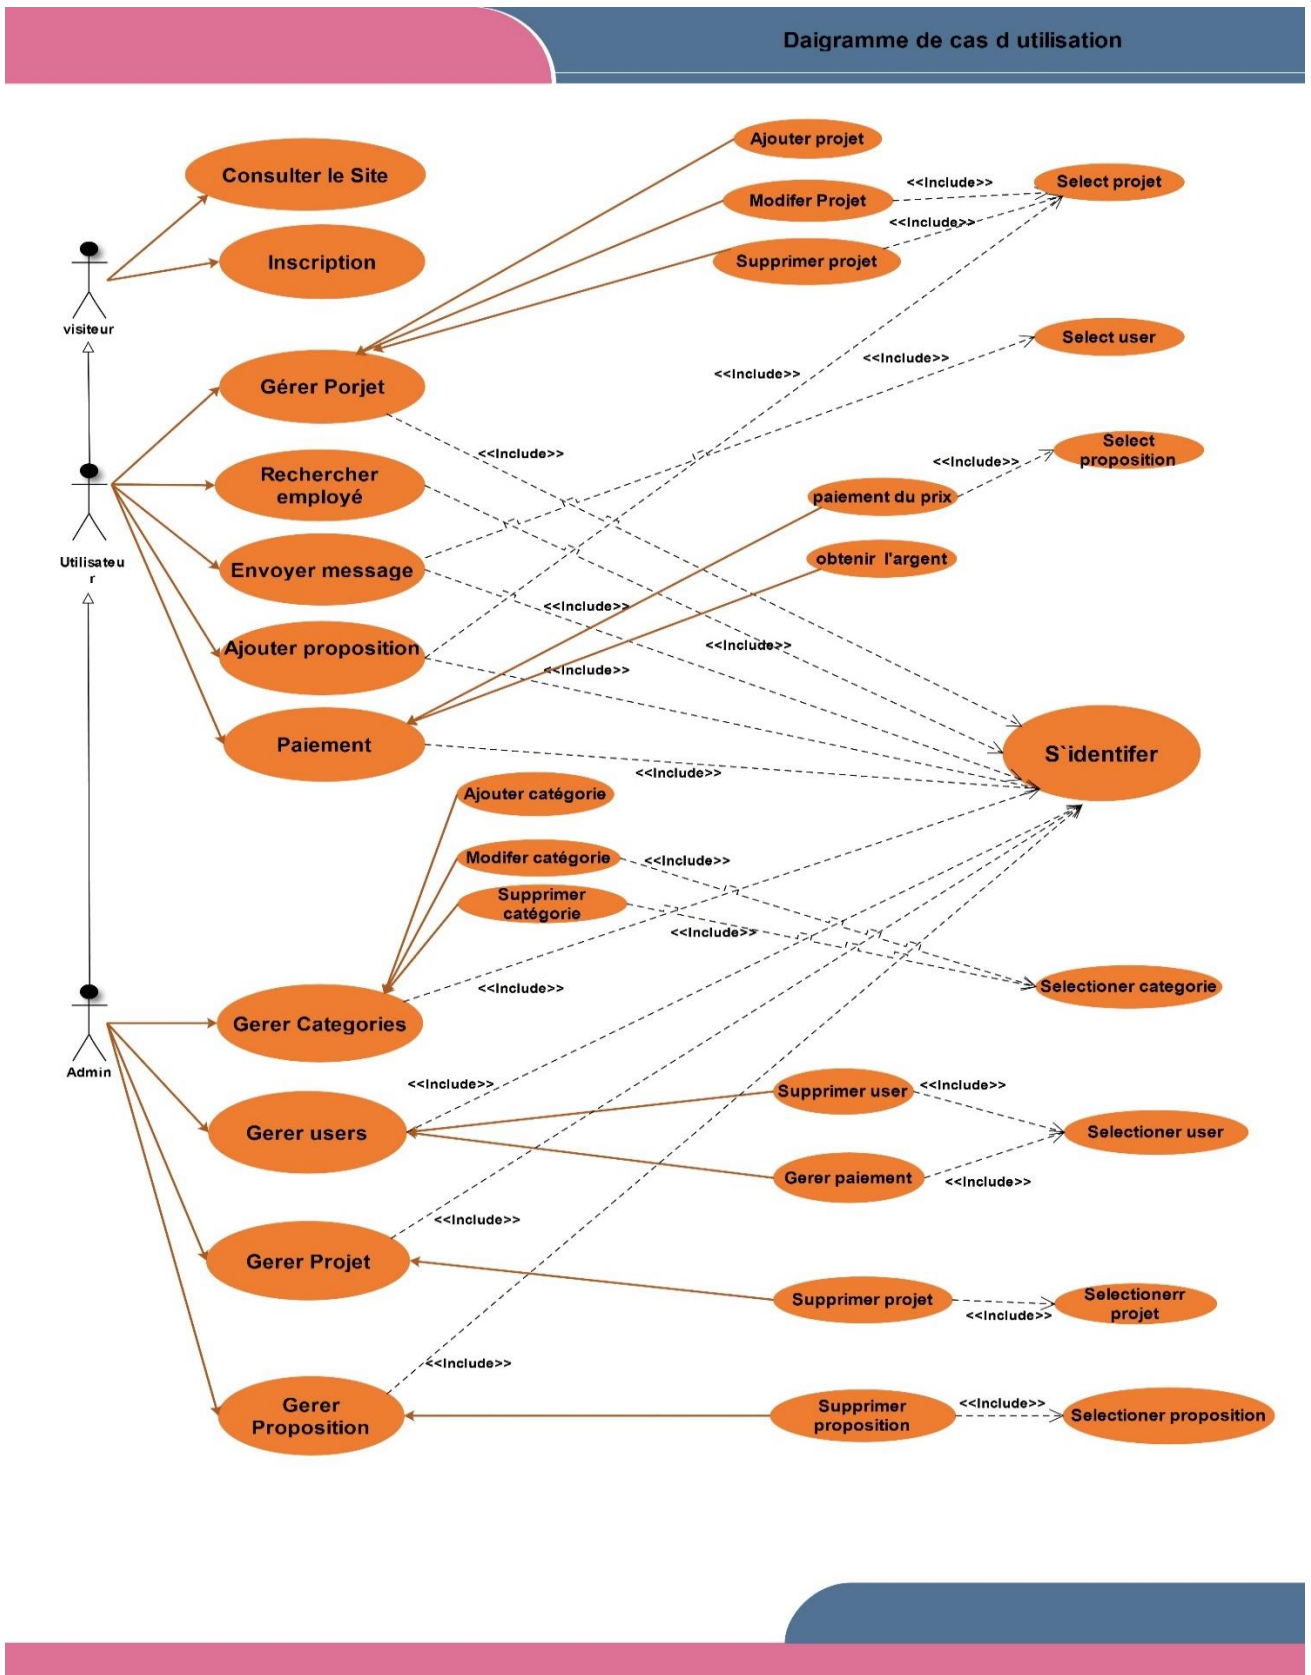 Daigramme de cas d utilisation
Ajouter projet
Consulter le Site
<<Include>>
Select projet
Modifer Projet
<<Include>>
Inscription
Supprimer projet
visiteur
Select user
<<Include>>
<<Include>>
Gérer Porjet
Select
proposition
<<Include>>
<<Include>>
Rechercher
employé
paiement du prix
Utilisateu
r
Envoyer message
obtenir l'argent
<<Include>>
Ajouter proposition
<<Include>>
<<Include>>
Paiement
S`identifer
<<Include>>
Ajouter catégorie
Modifer catégorie
<<Include>>
Supprimer
catégorie
<<Include>>
Selectioner categorie
<<Include>>
Gerer Categories
Admin
<<Include>>
Supprimer user
<<Include>>
Gerer users
Selectioner user
Gerer paiement
<<Include>>
<<Include>>
Gerer Projet
Supprimer projet
Selectionerr
projet
<<Include>>
<<Include>>
Gerer
Proposition
Supprimer
proposition
<<Include>>
Selectioner proposition